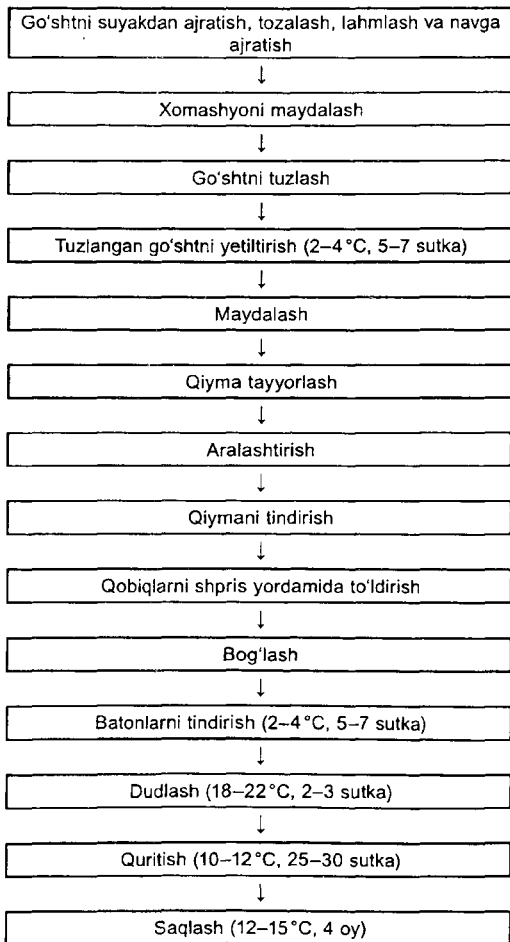 Go‘shtni suyakdan ajratish, tozalash, lahmlash va navga
ajratish
↓
Xomashyoni maydalash
↓
Go‘shtni tuzlash
↓
Tuzlangan go‘shtni yetiltirish (2–4 °C, 5–7 sutka)
↓
Maydalash
↓
Qiyma tayyorlash
↓
Aralashtirish
↓
Qiymani tindirish
↓
Qobiqlarni shpris yordamida to‘ldirish
↓
Bog‘lash
↓
Batonlarni tindirish (2–4 °C, 5–7 sutka)
↓
Dudlash (18–22 °C, 2–3 sutka)
↓
Quritish (10–12 °C, 25–30 sutka)
↓
Saqlash (12–15 °C, 4 oy)